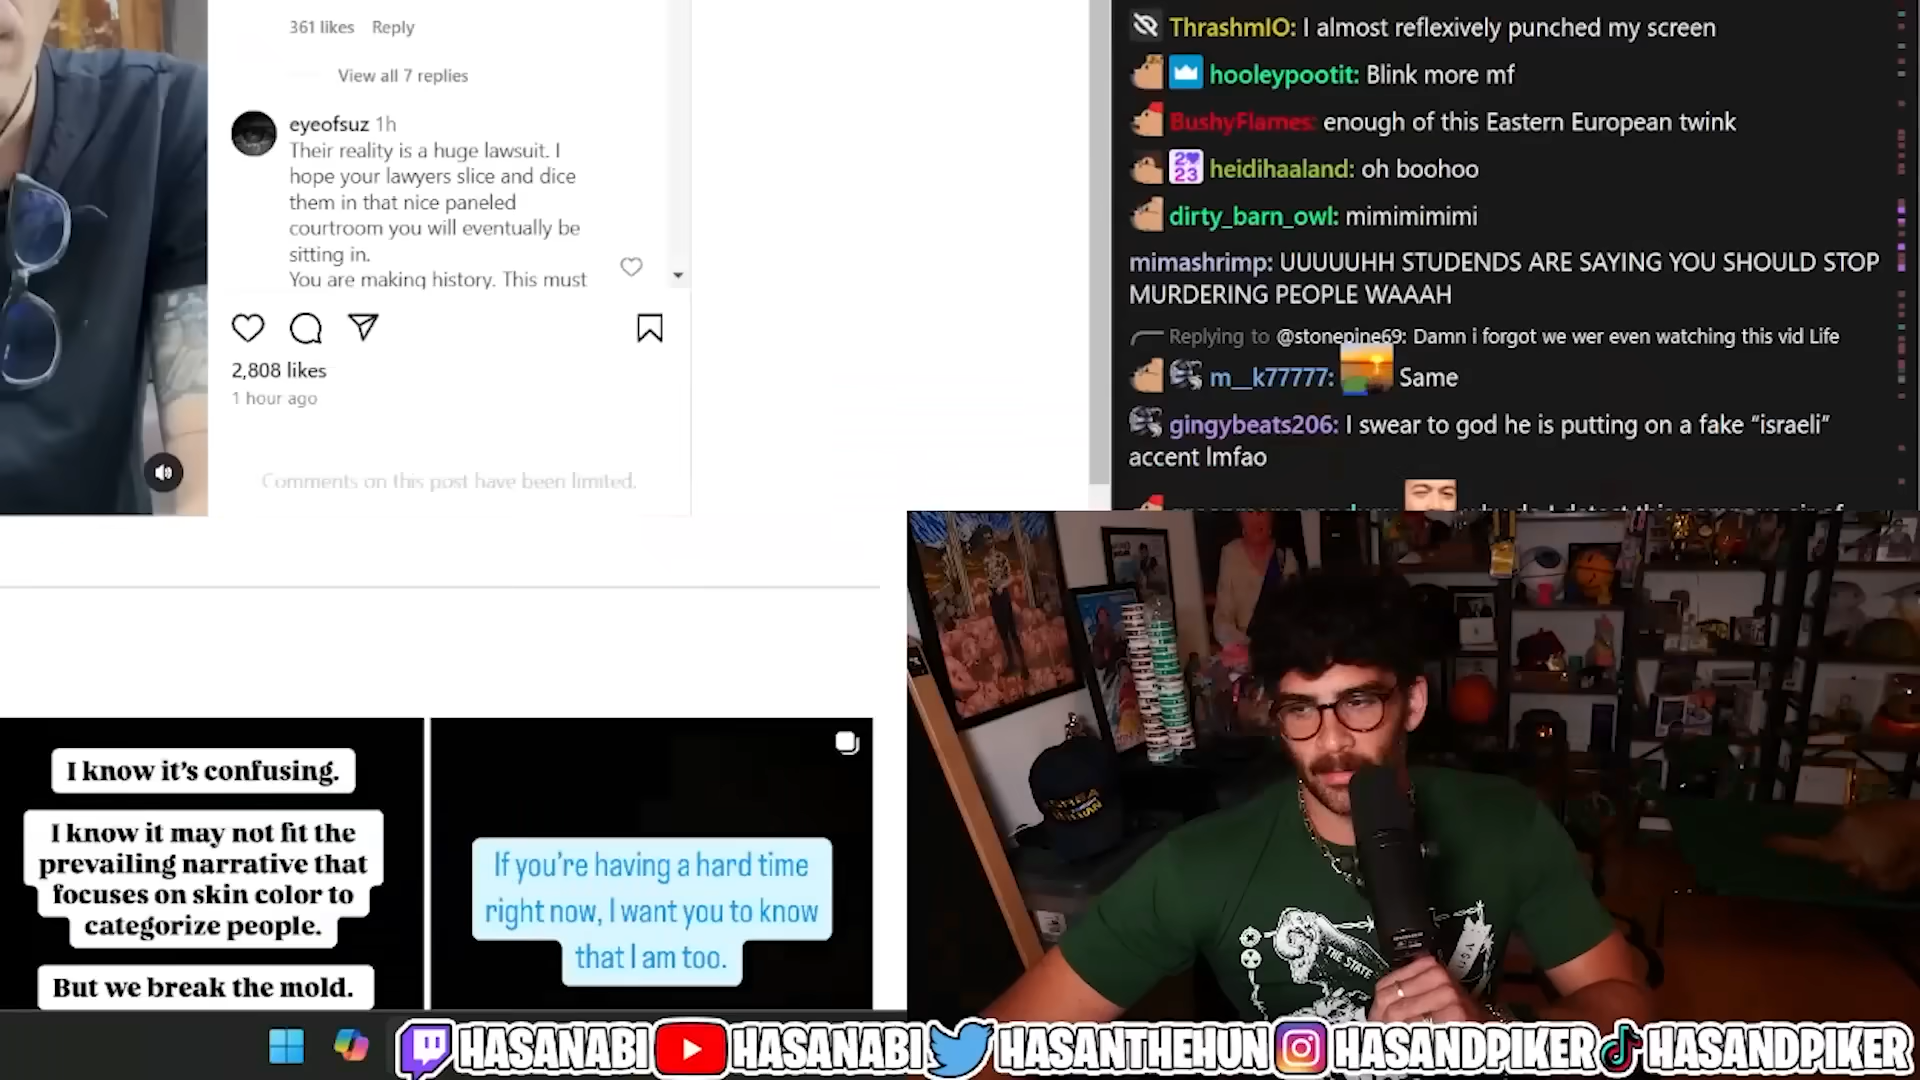 361 likes Reply
View all 7 replies
eyeofsuz 1h
Their reality is a huge lawsuit. I
hope your lawyers slice and dice
them in that nice paneled
courtroom you will eventually be
sitting in.
You are making history. This must
2,808 likes
1 hour ago
Comments on this post have been limited.
I know it's confusing.
I know it may not fit the
prevailing narrative that
focuses on skin color to
categorize people.
But we break the mold.
If you're having a hard time
right now, I want you to know
that I am too.
ThrashmIO: I almost reflexively punched my screen
hooleypootit: Blink more mf
BushyFlames: enough of this Eastern European twink
2 23 heidihaaland: oh boohoo
dirty_barn_owl: mimimimimi
mimashrimp: UUUUUHH STUDENDS ARE SAYING YOU SHOULD STOP
MURDERING PEOPLE WAAAH
Replying to @stonepine69: Damn i forgot we wer even watching this vid Life
m__k77777: Same
gingybeats206: I swear to god he is putting on a fake “israeli”
accent lmfao
THE STATE
HASANABI HASANABI HASANTHEHUN HASANDPIKER HASANDPIKER